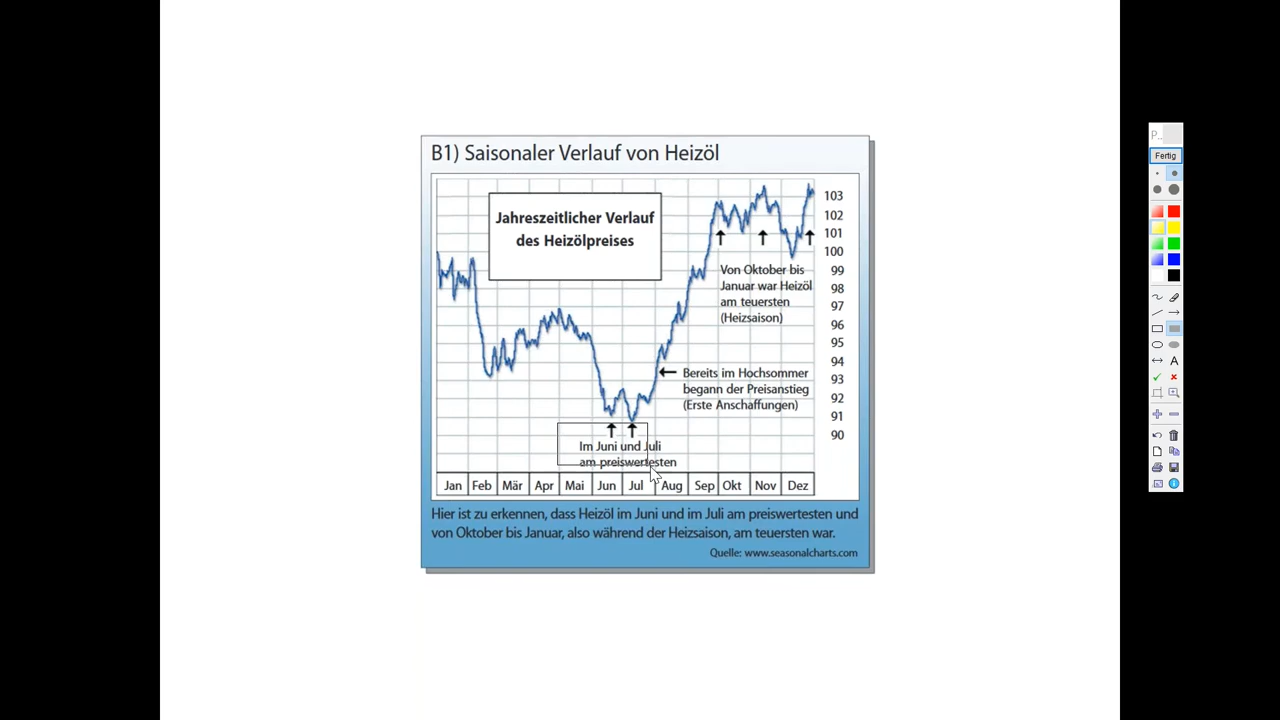 B1) Saisonaler Verlauf von Heizöl
Jahreszeitlicher Verlauf
des Heizölpreises
103
102
101
100
99
98
97
96
95
94
93
92
91
90
Von Oktober bis
Januar war Heizöl
am teuersten
(Heizsaison)
Bereits im Hochsommer
begann der Preisanstieg
(Erste Anschaffungen)
Im Juni und Juli
am preiswertesten
Jan Feb Mär Apr Mai Jun Jul Aug Sep Okt Nov Dez
Hier ist zu erkennen, dass Heizöl im Juni und im Juli am preiswertesten und
von Oktober bis Januar, also während der Heizsaison, am teuersten war.
Quelle: www.seasonalcharts.com
P...
Fertig
A